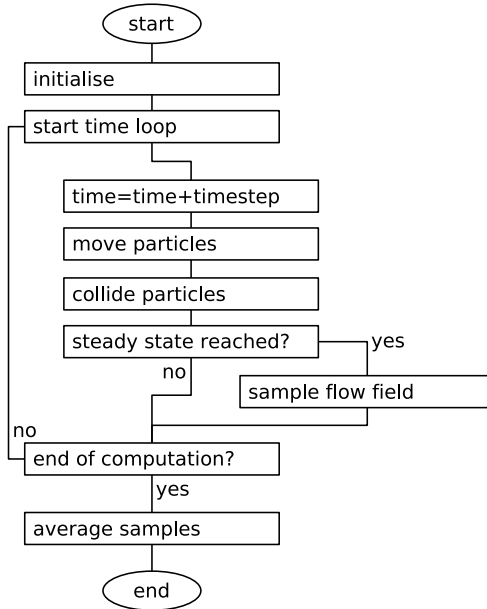 start
initialise
start time loop
time=time+timestep
move particles
collide particles
steady state reached?
yes
no
sample flow field
no
end of computation?
yes
average samples
end